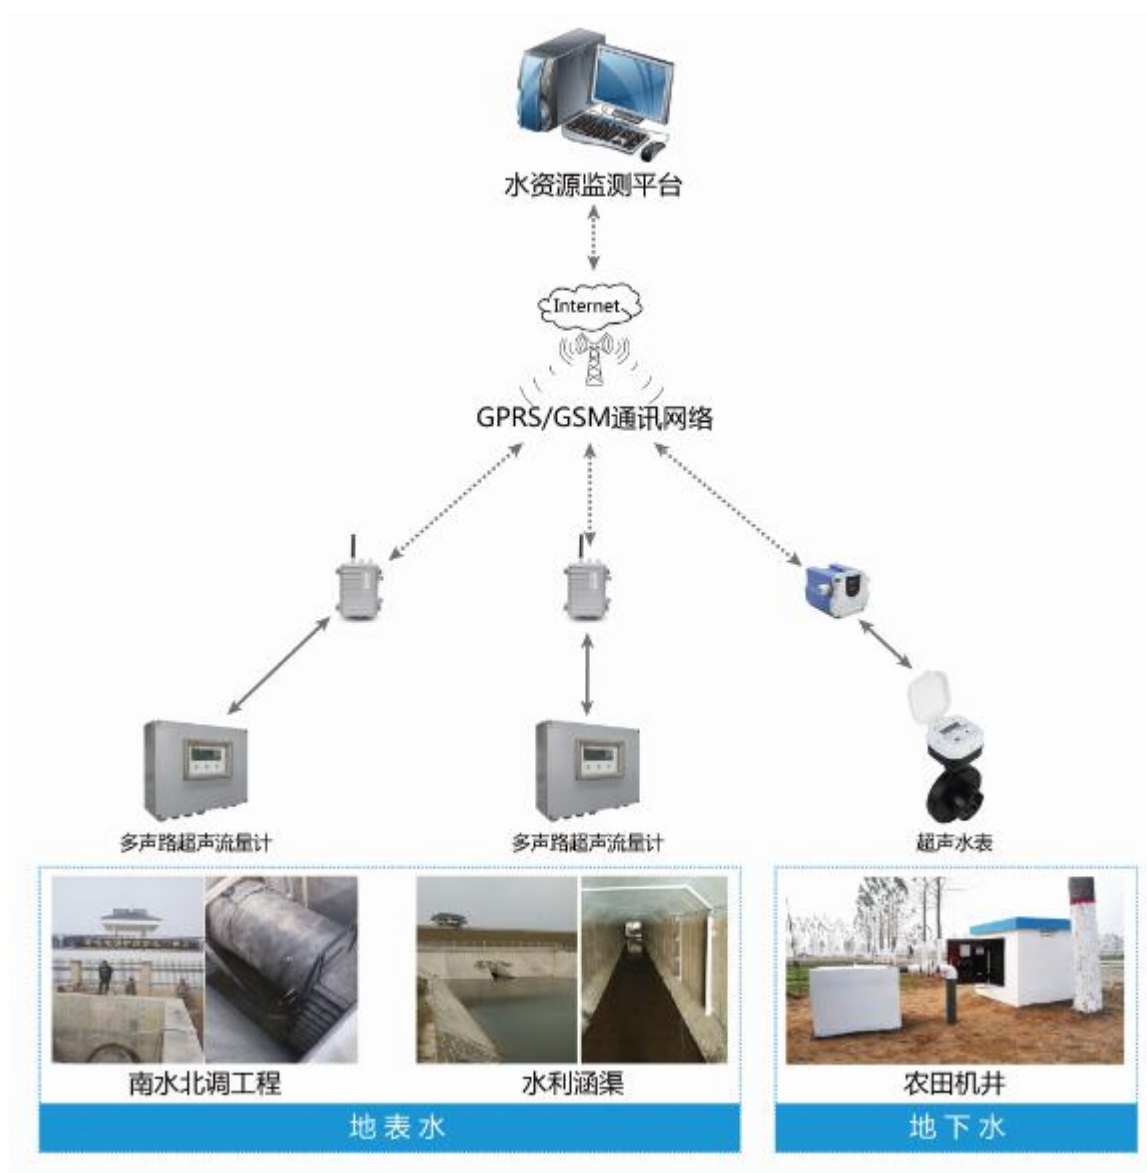 水资源监测平台
Internet
GPRS/GSM通讯网络
多声路超声流量计
多声路超声流量计
超声水表
南水北调工程
水利涵渠
农田机井
地表水
地下水